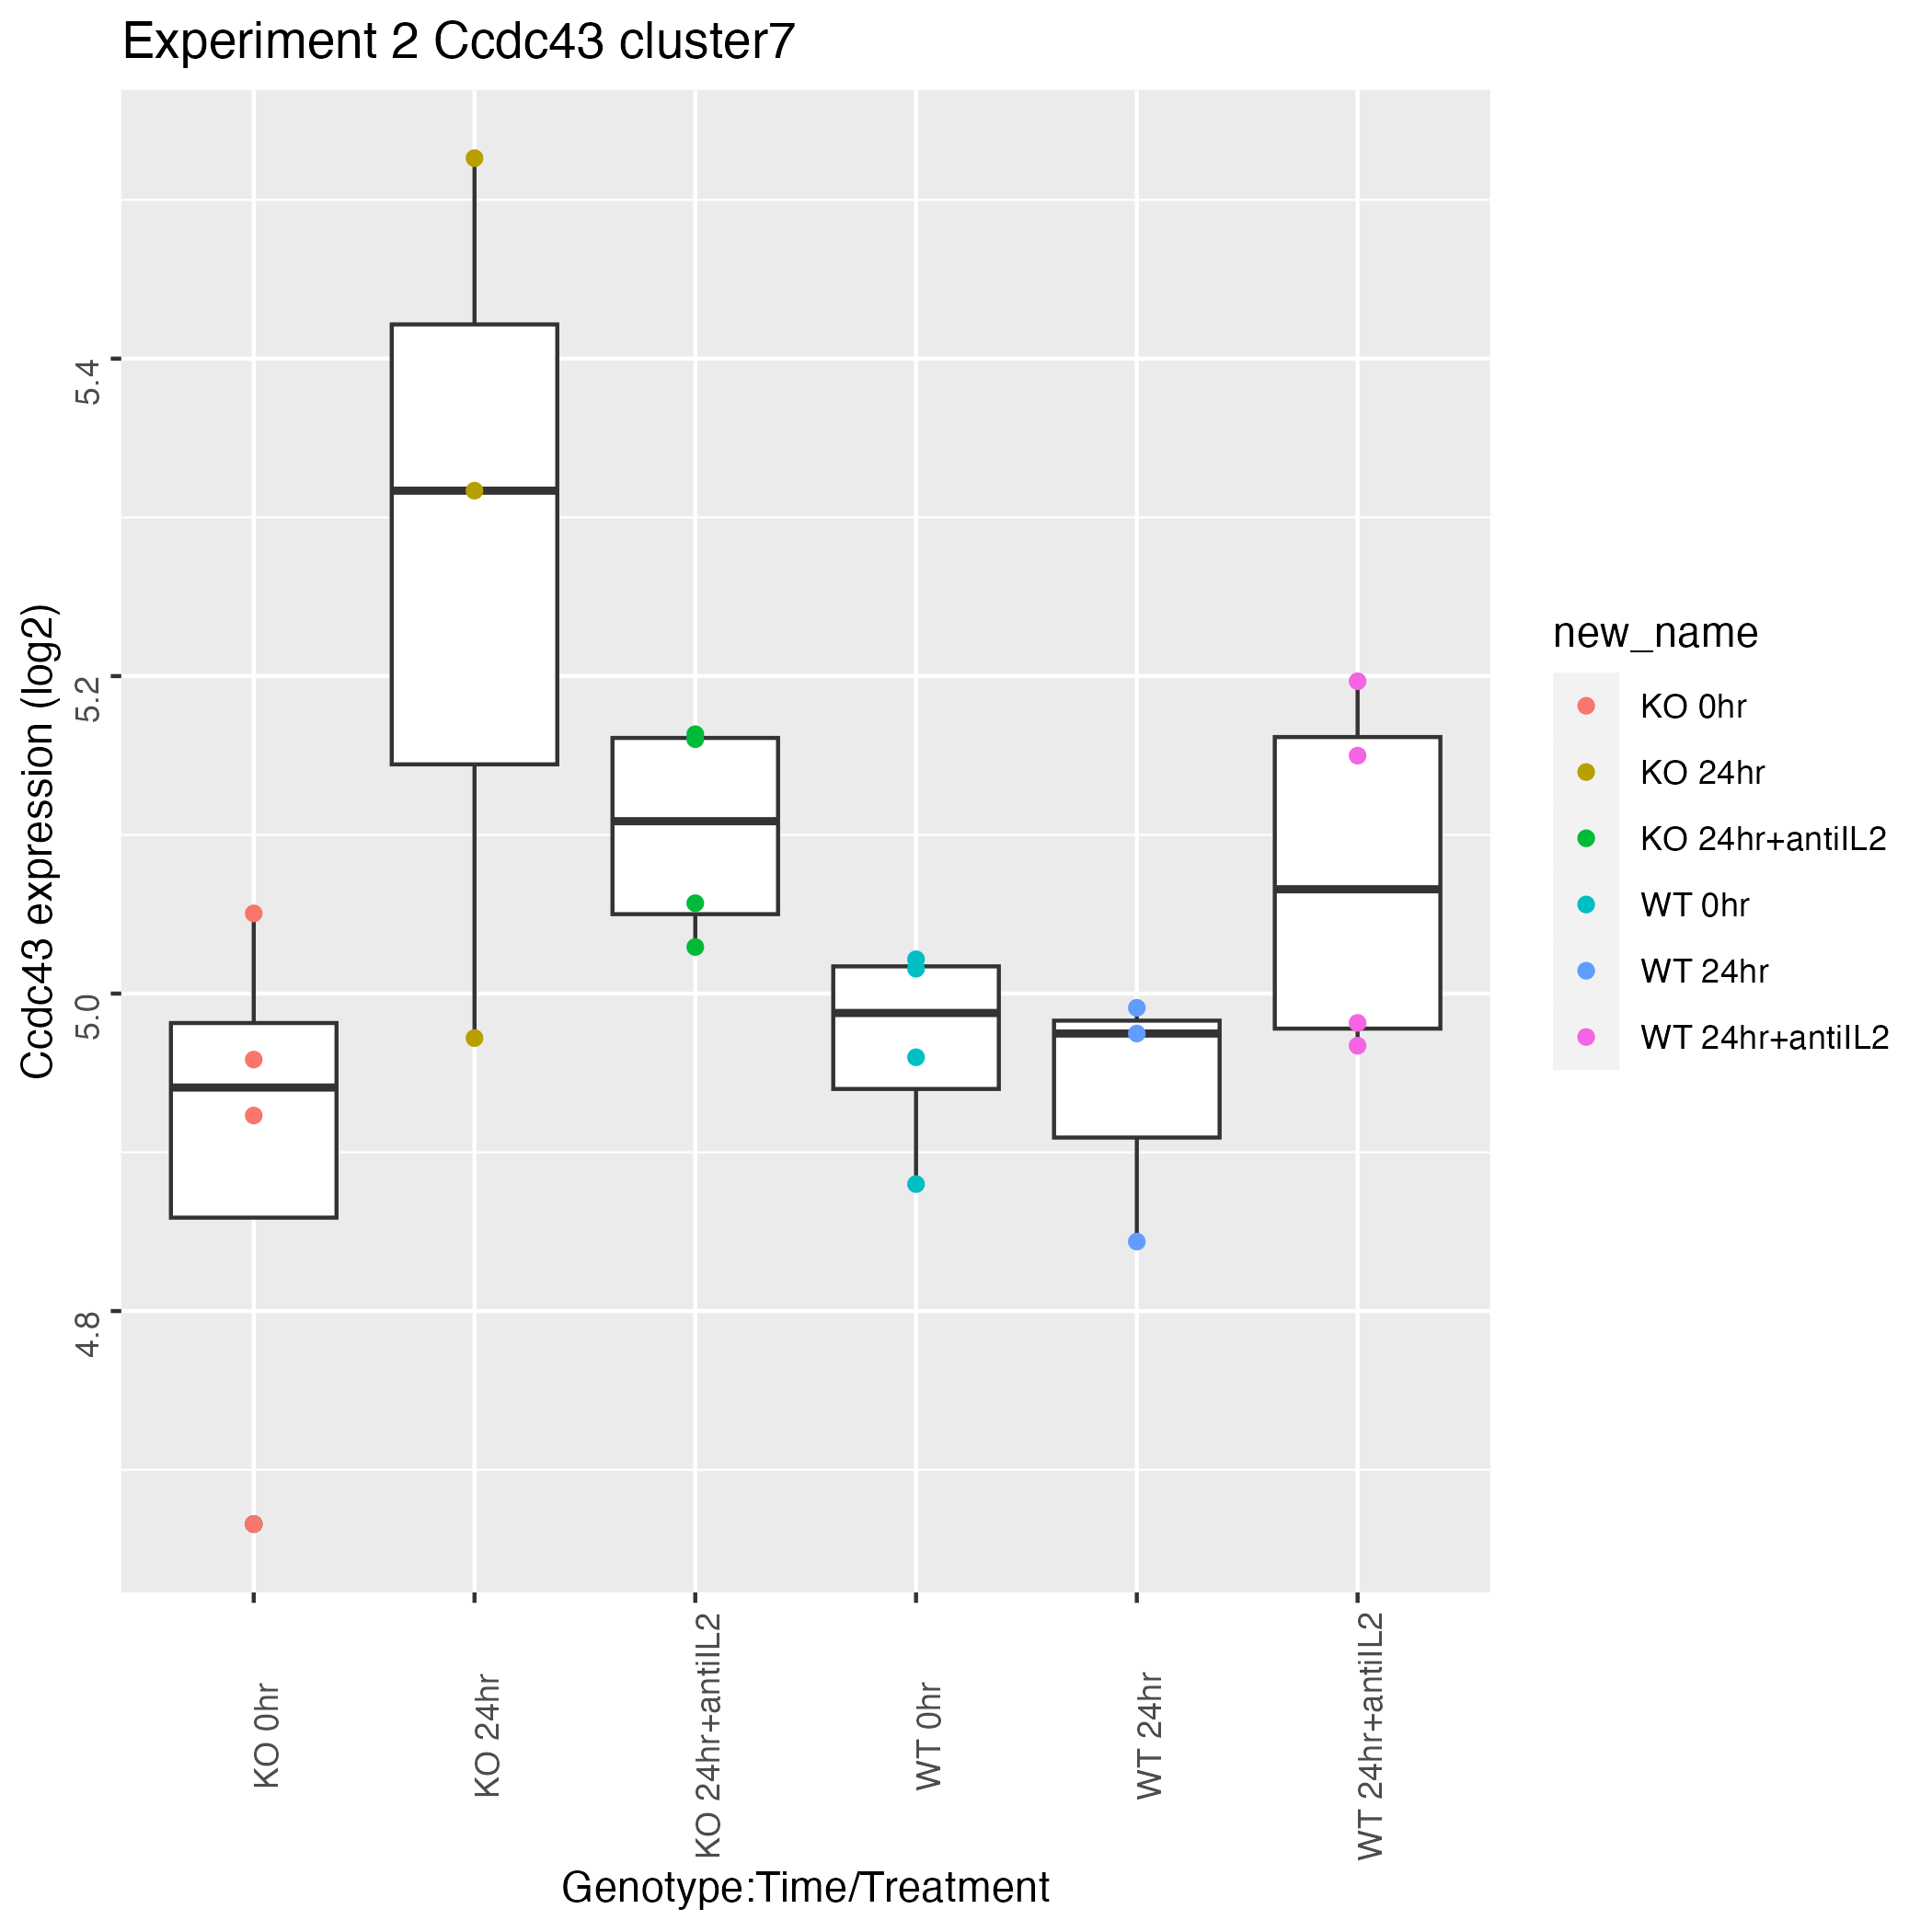 Experiment 2 Ccdc43 cluster7
Ccdc43 expression (log2)
5.4
5.2
5.0
4.8
KO 0hr
KO 24hr
KO 24hr+antiIL2
WT 0hr
WT 24hr
WT 24hr+antiIL2
Genotype:Time/Treatment
new_name
KO 0hr
KO 24hr
KO 24hr+antiIL2
WT 0hr
WT 24hr
WT 24hr+antiIL2